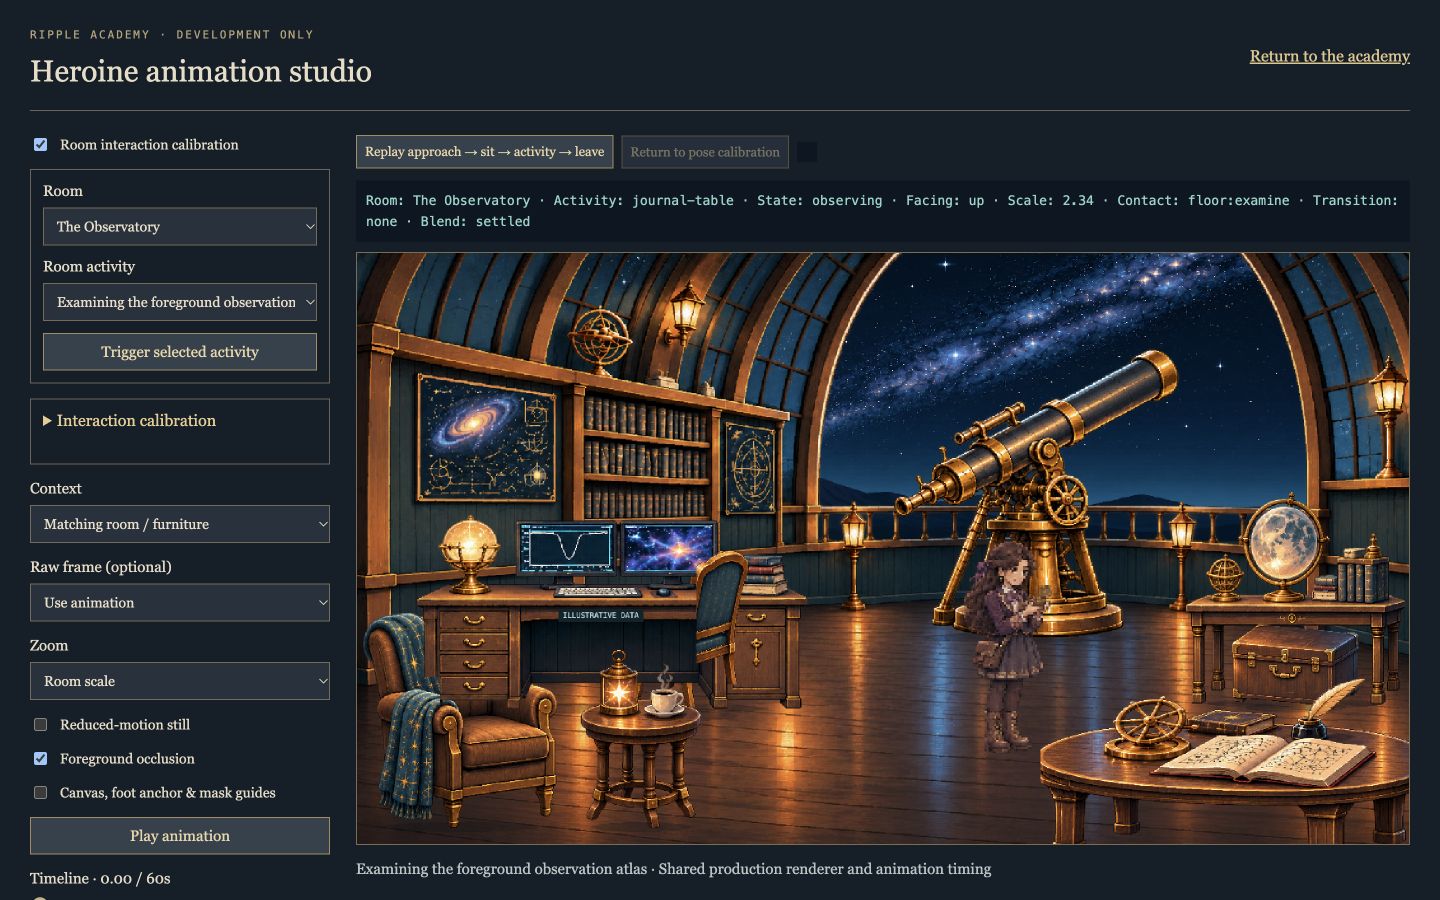 RIPPLE ACADEMY · DEVELOPMENT ONLY
Heroine animation studio
Return to the academy
Room interaction calibration
Room
The Observatory
Room activity
Examining the foreground observation
Trigger selected activity
Interaction calibration
Context
Matching room / furniture
Raw frame (optional)
Use animation
Zoom
Room scale
Reduced-motion still
Foreground occlusion
Canvas, foot anchor & mask guides
Play animation
Timeline · 0.00 / 60s
Replay approach → sit → activity → leave
Return to pose calibration
Room: The Observatory · Activity: journal-table · State: observing · Facing: up · Scale: 2.34 · Contact: floor:examine · Transition:
none · Blend: settled
ILLUSTRATIVE DATA
Examining the foreground observation atlas · Shared production renderer and animation timing